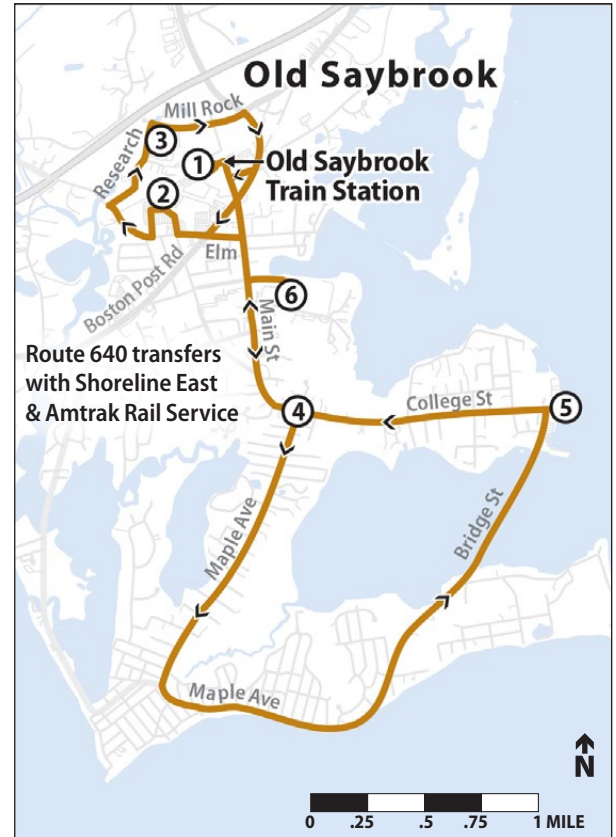 Old Saybrook
Mill Rock
3
Research
1
Old Saybrook
Train Station
2
Elm
Boston Post Rd
6
Main St
Route 640 transfers
with Shoreline East
& Amtrak Rail Service
4
College St
5
Maple Ave
Bridge St
Maple Ave
N
0 .25 .5 .75 1 MILE